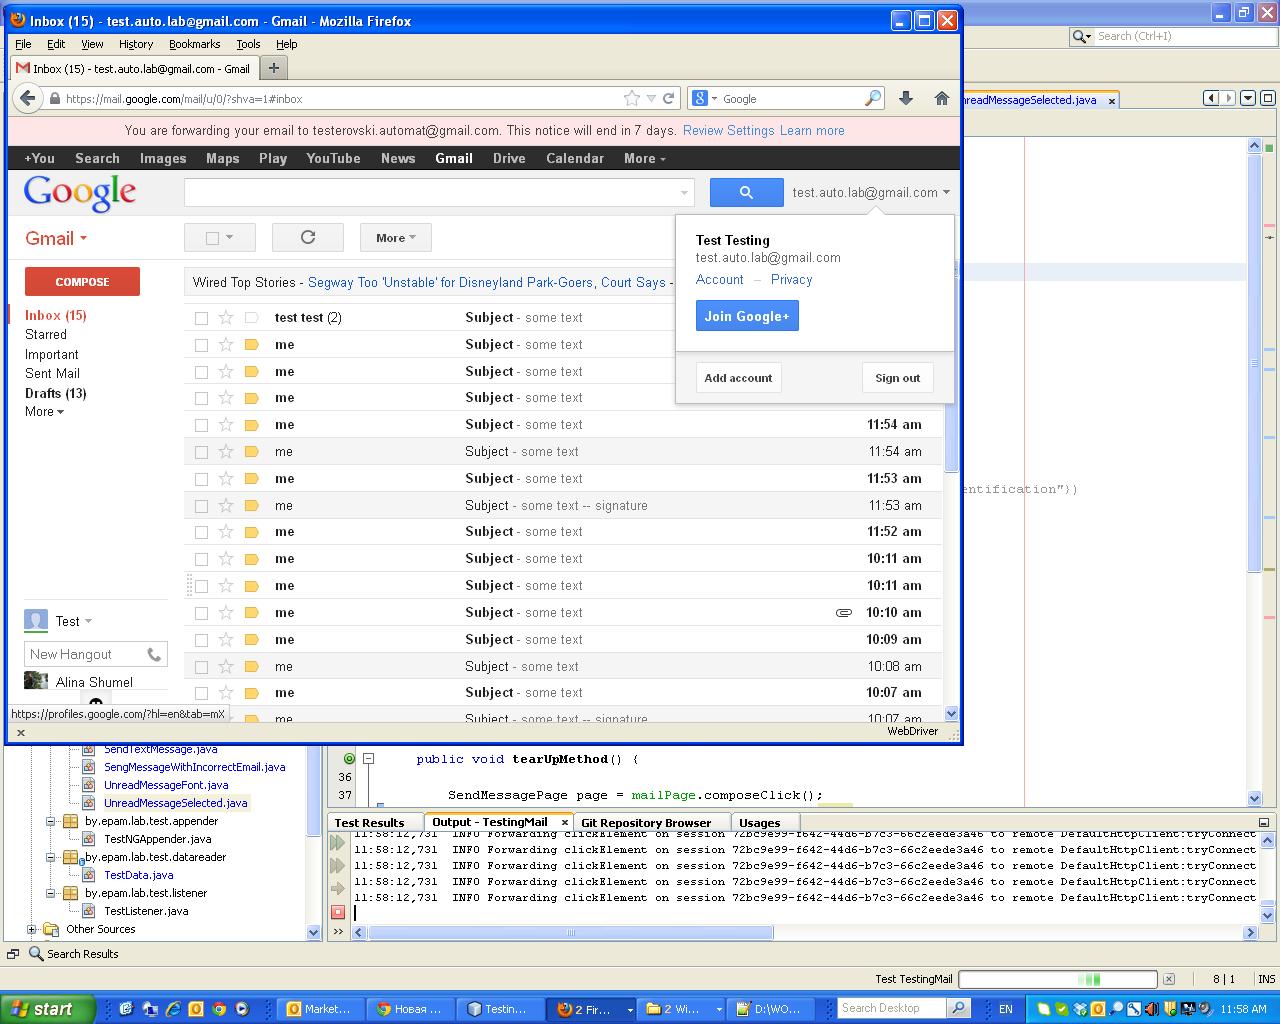 Inbox (15) - test.auto.lab@gmail.com - Gmail - Mozilla Firefox
File Edit View History Bookmarks Tools Help
Search (Ctrl+I)
Inbox (15) - test.auto.lab@gmail.com - Gmail
https://mail.google.com/mail/u/0/?shva=1#inbox
Google
nreadMessageSelected.java
You are forwarding your email to testerovski.automat@gmail.com. This notice will end in 7 days. Review Settings Learn more
+You Search Images Maps Play YouTube News Gmail Drive Calendar More
Google
test.auto.lab@gmail.com
Gmail
More
Test Testing
test.auto.lab@gmail.com
Account – Privacy
Join Google+
Add account Sign out
COMPOSE
Inbox (15)
Starred
Important
Sent Mail
Drafts (13)
More
Wired Top Stories - Segway Too 'Unstable' for Disneyland Park-Goers, Court Says -
test test (2) Subject - some text
me Subject - some text
me Subject - some text
me Subject - some text
me Subject - some text 11:54 am
me Subject - some text 11:54 am
me Subject - some text 11:53 am
me Subject - some text -- signature 11:53 am
me Subject - some text 11:52 am
me Subject - some text 10:11 am
me Subject - some text 10:11 am
me Subject - some text 10:10 am
me Subject - some text 10:09 am
me Subject - some text 10:08 am
me Subject - some text 10:07 am
me Subject - some text -- signature 10:07 am
entification"})
Test
New Hangout
Alina Shumel
https://profiles.google.com/?hl=en&tab=mX
WebDriver
SendTextMessage.java
SengMessageWithIncorrectEmail.java
UnreadMessageFont.java
UnreadMessageSelected.java
by.epam.lab.test.appender
TestNGAppender.java
by.epam.lab.test.datareader
TestData.java
by.epam.lab.test.listener
TestListener.java
Other Sources
public void tearUpMethod() {
36
37 SendMessagePage page = mailPage.composeClick();
Test Results Output - TestingMail Git Repository Browser Usages
11:58:12,731 INFO Forwarding clickElement on session 72bc9e99-f642-44d6-b7c3-66c2eede3a46 to remote DefaultHttpClient:tryConnect
11:58:12,731 INFO Forwarding clickElement on session 72bc9e99-f642-44d6-b7c3-66c2eede3a46 to remote DefaultHttpClient:tryConnect
11:58:12,731 INFO Forwarding clickElement on session 72bc9e99-f642-44d6-b7c3-66c2eede3a46 to remote DefaultHttpClient:tryConnect
11:58:12,731 INFO Forwarding clickElement on session 72bc9e99-f642-44d6-b7c3-66c2eede3a46 to remote DefaultHttpClient:tryConnect
11:58:12,731 INFO Forwarding clickElement on session 72bc9e99-f642-44d6-b7c3-66c2eede3a46 to remote DefaultHttpClient:tryConnect
Search Results
Test TestingMail 8 | 1 INS
start Market... Новая ... Testin... 2 Fir... 2 Wi... D:\WO... Search Desktop EN 11:58 AM